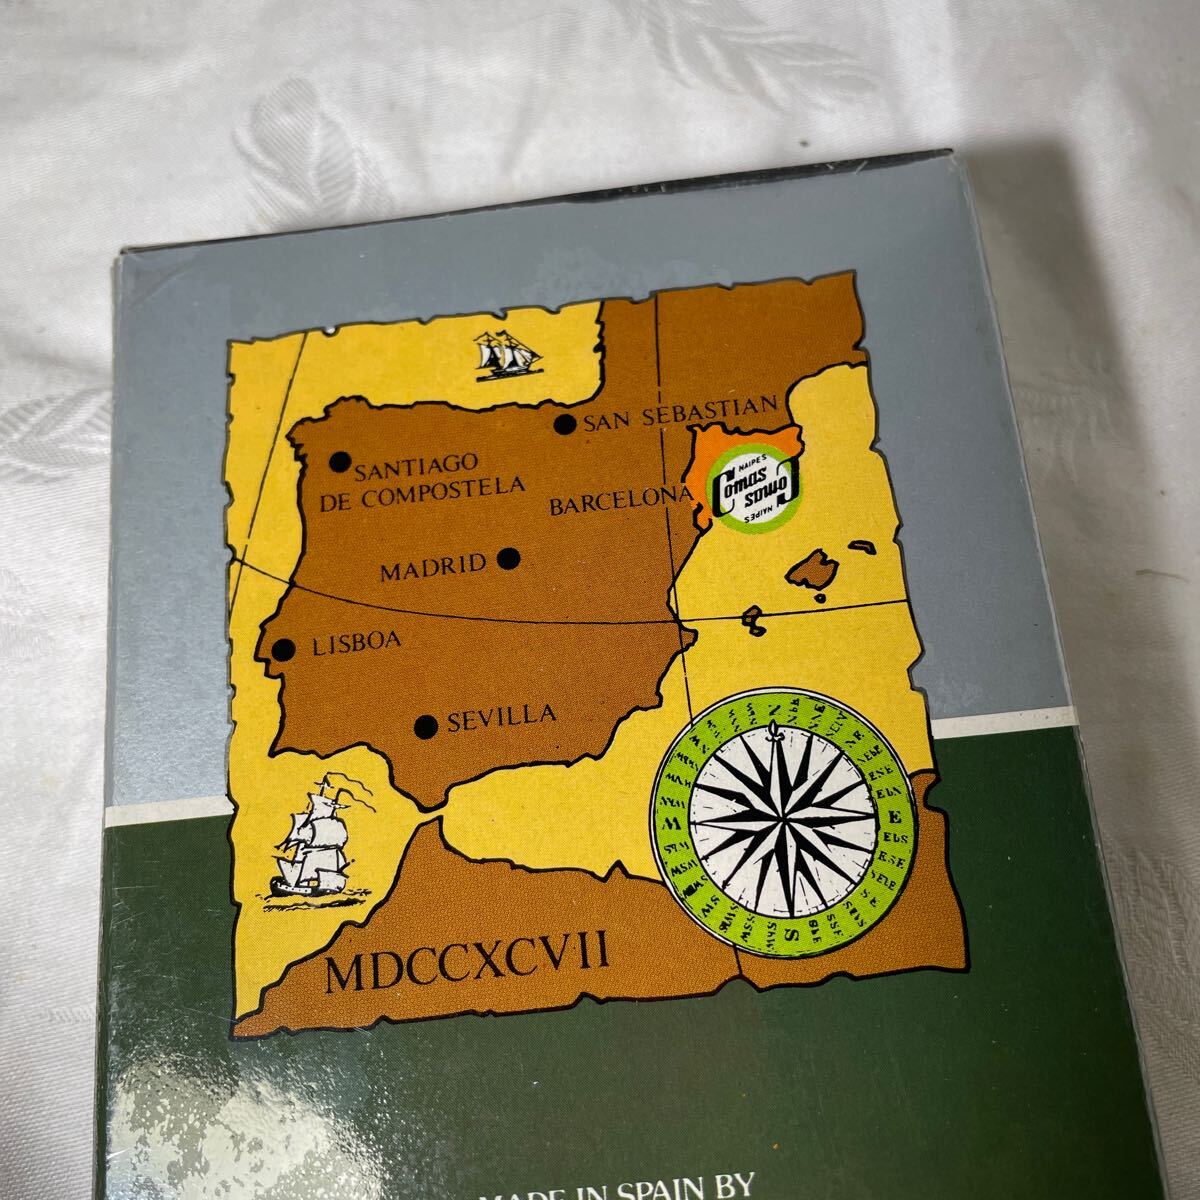 SAN SEBASTIAN
SANTIAGO
DE COMPOSTELA
NAIPES
Comas
Comas
NAIPES
BARCELONA
MADRID
LISBOA
SEVILLA
N
E
S
W
MDCCXCVII
MADE IN SPAIN BY